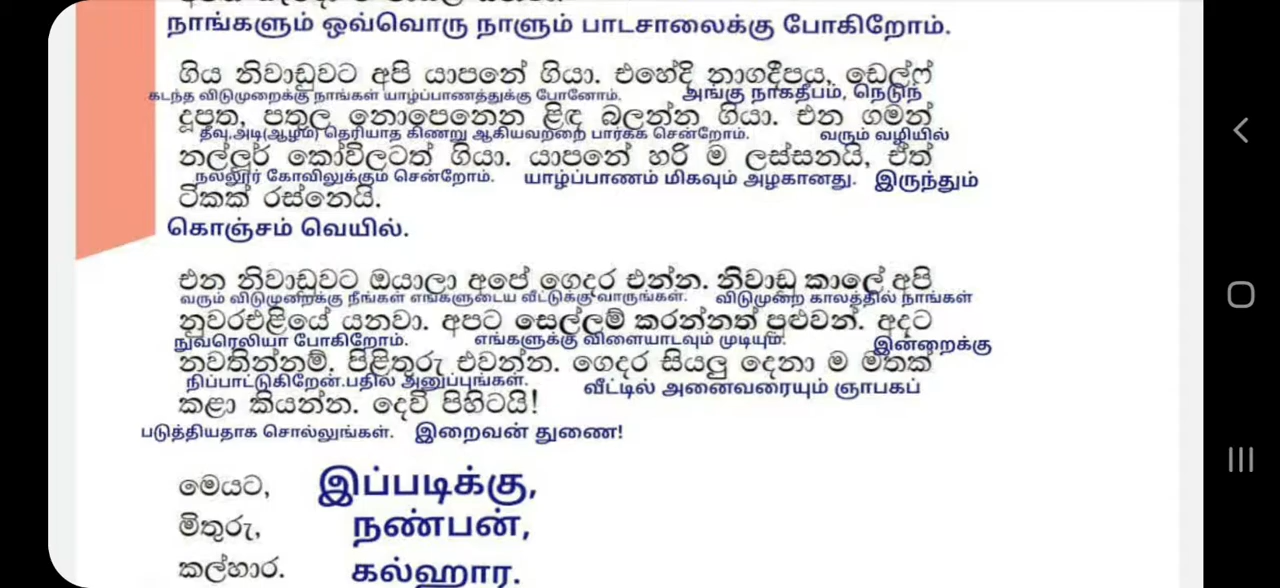 நாங்களும் ஒவ்வொரு நாளும் பாடசாலைக்கு போகிறோம்.
ගිය නිවාඩුවට අපි යාපනේ ගියා. එහේදි නාගදීපය, ඩෙල්ෆ්
கடந்த விடுமுறைக்கு நாங்கள் யாழ்ப்பாணத்துக்கு போனோம். அங்கு நாகதீபம், நெடுந்
දූපත, පතුල නොපෙනෙන ළිඳ බලන්න ගියා. එන ගමන්
தீவு,அடி(ஆழம்) தெரியாத கிணறு ஆகியவற்றை பார்க்க சென்றோம். வரும் வழியில்
නල්ලූර් කෝවිලටත් ගියා. යාපනේ හරි ම ලස්සනයි, ඒත්
நல்லூர் கோவிலுக்கும் சென்றோம். யாழ்ப்பாணம் மிகவும் அழகானது. இருந்தும்
ටිකක් රස්නෙයි.
கொஞ்சம் வெயில்.
එන නිවාඩුවට ඔයාලා අපේ ගෙදර එන්න. නිවාඩු කාලේ අපි
வரும் விடுமுறைக்கு நீங்கள் எங்களுடைய வீட்டுக்கு வாருங்கள். விடுமுறை காலத்தில் நாங்கள்
නුවරඑළියේ යනවා. අපට සෙල්ලම් කරන්නත් පුළුවන්. අදට
நுவரெலியா போகிறோம். எங்களுக்கு விளையாடவும் முடியும். இன்றைக்கு
නවතින්නම්. පිළිතුරු එවන්න. ගෙදර සියලු දෙනා ම මතක්
நிப்பாட்டுகிறேன்.பதில் அனுப்புங்கள். வீட்டில் அனைவரையும் ஞாபகப்
කළා කියන්න. දෙවි පිහිටයි!
படுத்தியதாக சொல்லுங்கள். இறைவன் துணை!
මෙයට, இப்படிக்கு,
මිතුරු, நண்பன்,
කල්හාර. கல்ஹார.